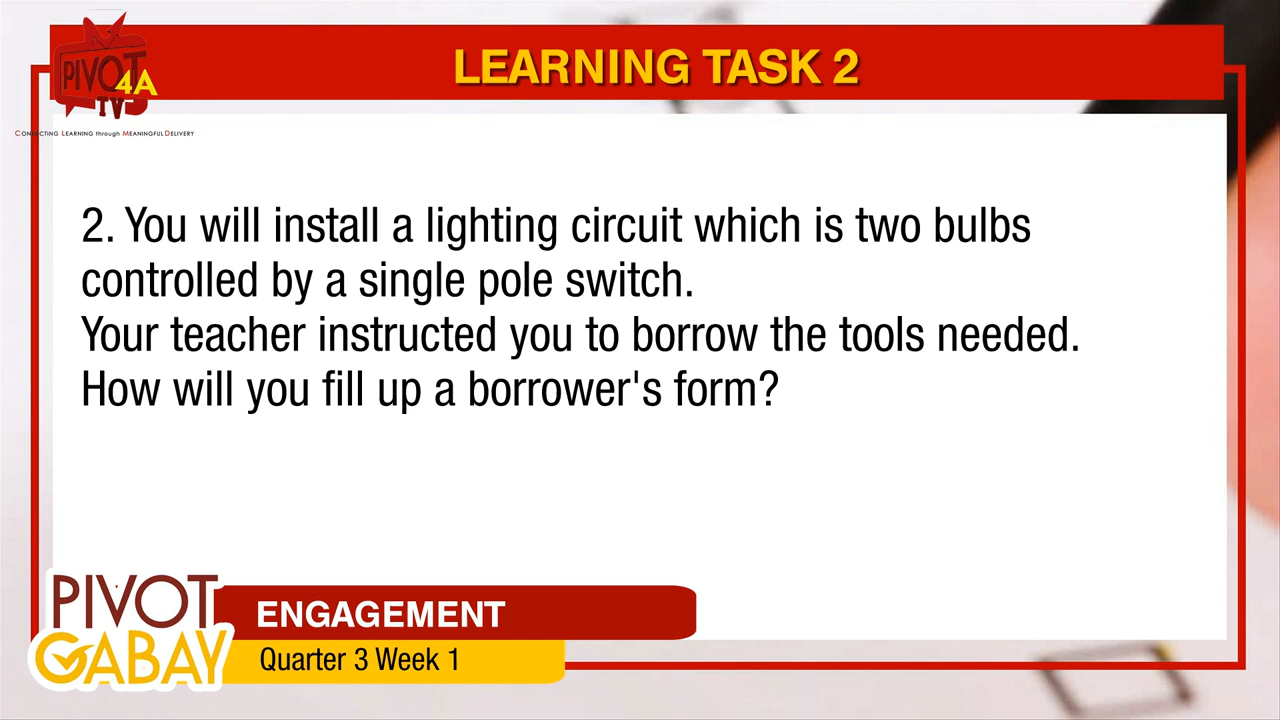 LEARNING TASK 2
PIVOT
4A
TV
CONNECTING LEARNING through MEANINGFUL DELIVERY
2. You will install a lighting circuit which is two bulbs
controlled by a single pole switch.
Your teacher instructed you to borrow the tools needed.
How will you fill up a borrower's form?
PIVOT
GABAY
ENGAGEMENT
Quarter 3 Week 1